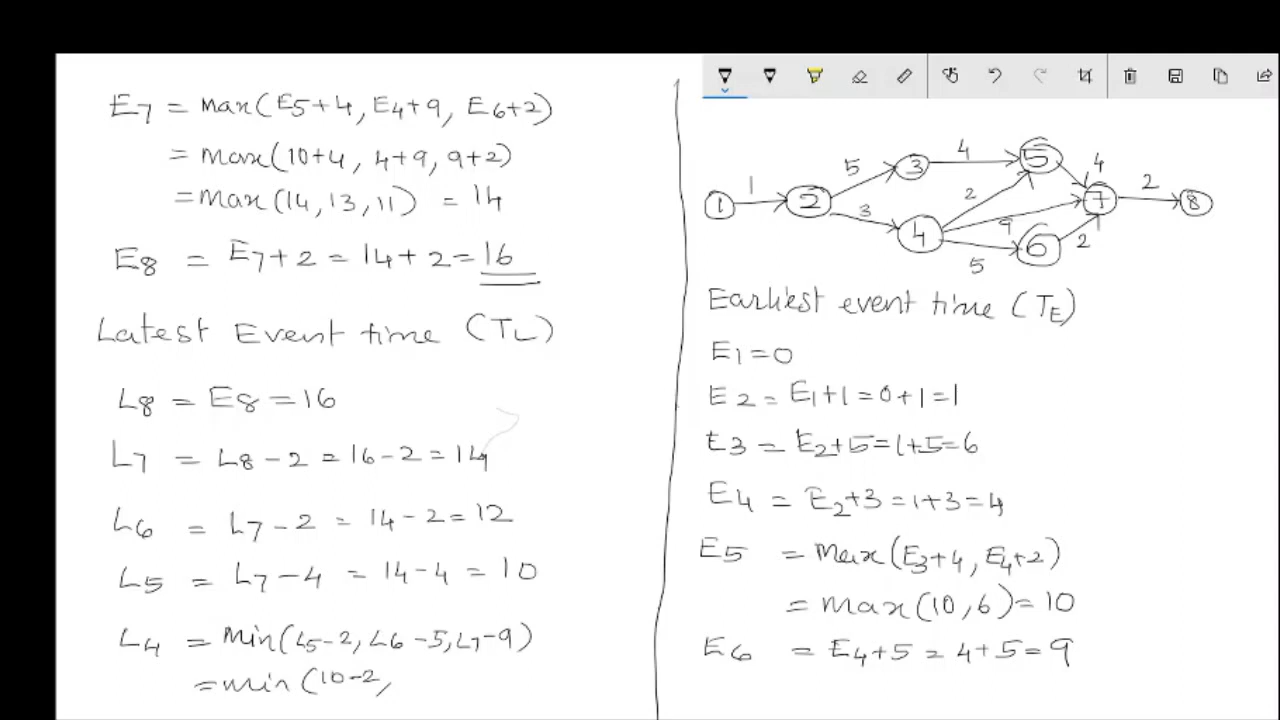 E7 = max(E5+4, E4+9, E6+2)
= max(10+4, 4+9, 9+2)
= max(14, 13, 11) = 14
E8 = E7+2 = 14+2 = 16
Latest Event time (TL)
L8 = E8 = 16
L7 = L8-2 = 16-2 = 14
L6 = L7-2 = 14-2 = 12
L5 = L7-4 = 14-4 = 10
L4 = min(L5-2, L6-5, L7-9)
= min(10-2,
1 1 2 5 3 4 5 4 7 2 8
3 4 2 9 5 6 2
Earliest event time (TE)
E1 = 0
E2 = E1+1 = 0+1 = 1
E3 = E2+5 = 1+5 = 6
E4 = E2+3 = 1+3 = 4
E5 = max(E3+4, E4+2)
= max(10, 6) = 10
E6 = E4+5 = 4+5 = 9